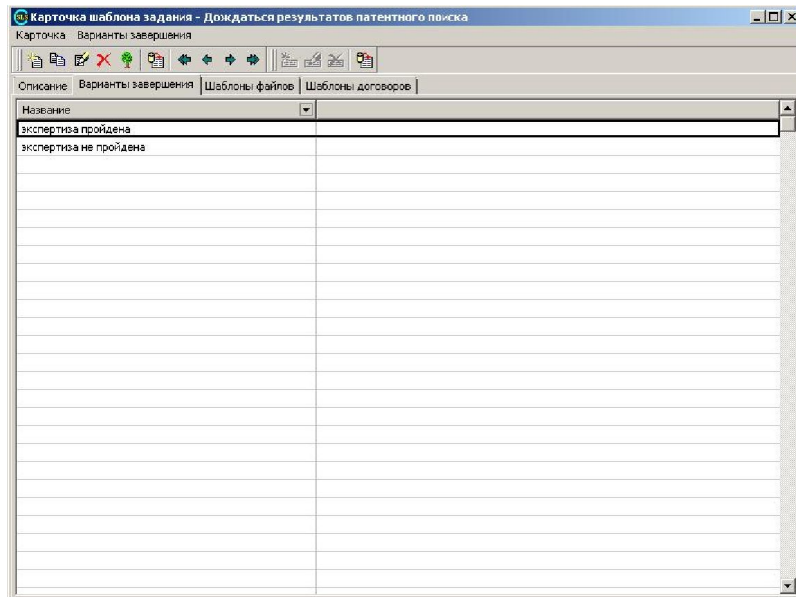 SLS Карточка шаблона задания - Дождаться результатов патентного поиска
Карточка Варианты завершения
Описание Варианты завершения Шаблоны файлов Шаблоны договоров
Название
экспертиза пройдена
экспертиза не пройдена